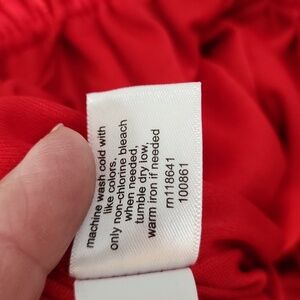 machine wash cold with
like colors.
only non-chlorine bleach
when needed,
tumble dry low,
warm iron if needed
rn118641
100861